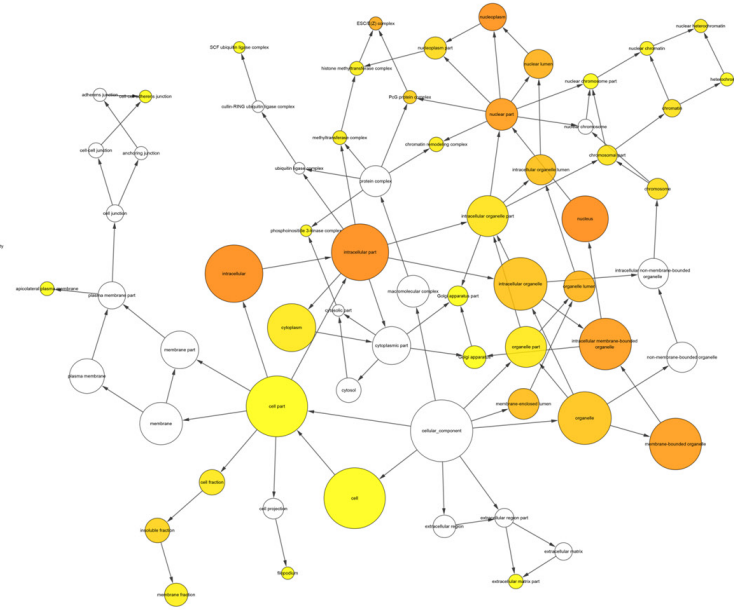 nucleoplasm
ESC/E(Z) complex
nuclear heterochromatin
SCF ubiquitin ligase complex
nucleoplasm part
nuclear chromatin
nuclear lumen
histone methyltransferase complex
heterochrom
nuclear chromosome part
adherens junction
cell-cell adherens junction
PcG protein complex
cullin-RING ubiquitin ligase complex
nuclear part
chromatin
nuclear chromosome
methyltransferase complex
chromatin remodeling complex
cell-cell junction
anchoring junction
chromosome part
ubiquitin ligase complex
intracellular organelle lumen
protein complex
chromosome
cell junction
intracellular organelle part
nucleus
phosphoinositide 3-kinase complex
intracellular part
intracellular
intracellular non-membrane-bounded
organelle
intracellular organelle
organelle lumen
apicolateral plasma membrane
macromolecular complex
plasma membrane part
Golgi apparatus part
cytosolic part
cytoplasm
intracellular membrane-bounded
organelle
cytoplasmic part
organelle part
membrane part
Golgi apparatus
non-membrane-bounded organelle
plasma membrane
cytosol
membrane-enclosed lumen
cell part
organelle
membrane
cellular_component
membrane-bounded organelle
cell fraction
cell
cell projection
extracellular region part
extracellular region
insoluble fraction
extracellular matrix
filopodium
extracellular matrix part
membrane fraction